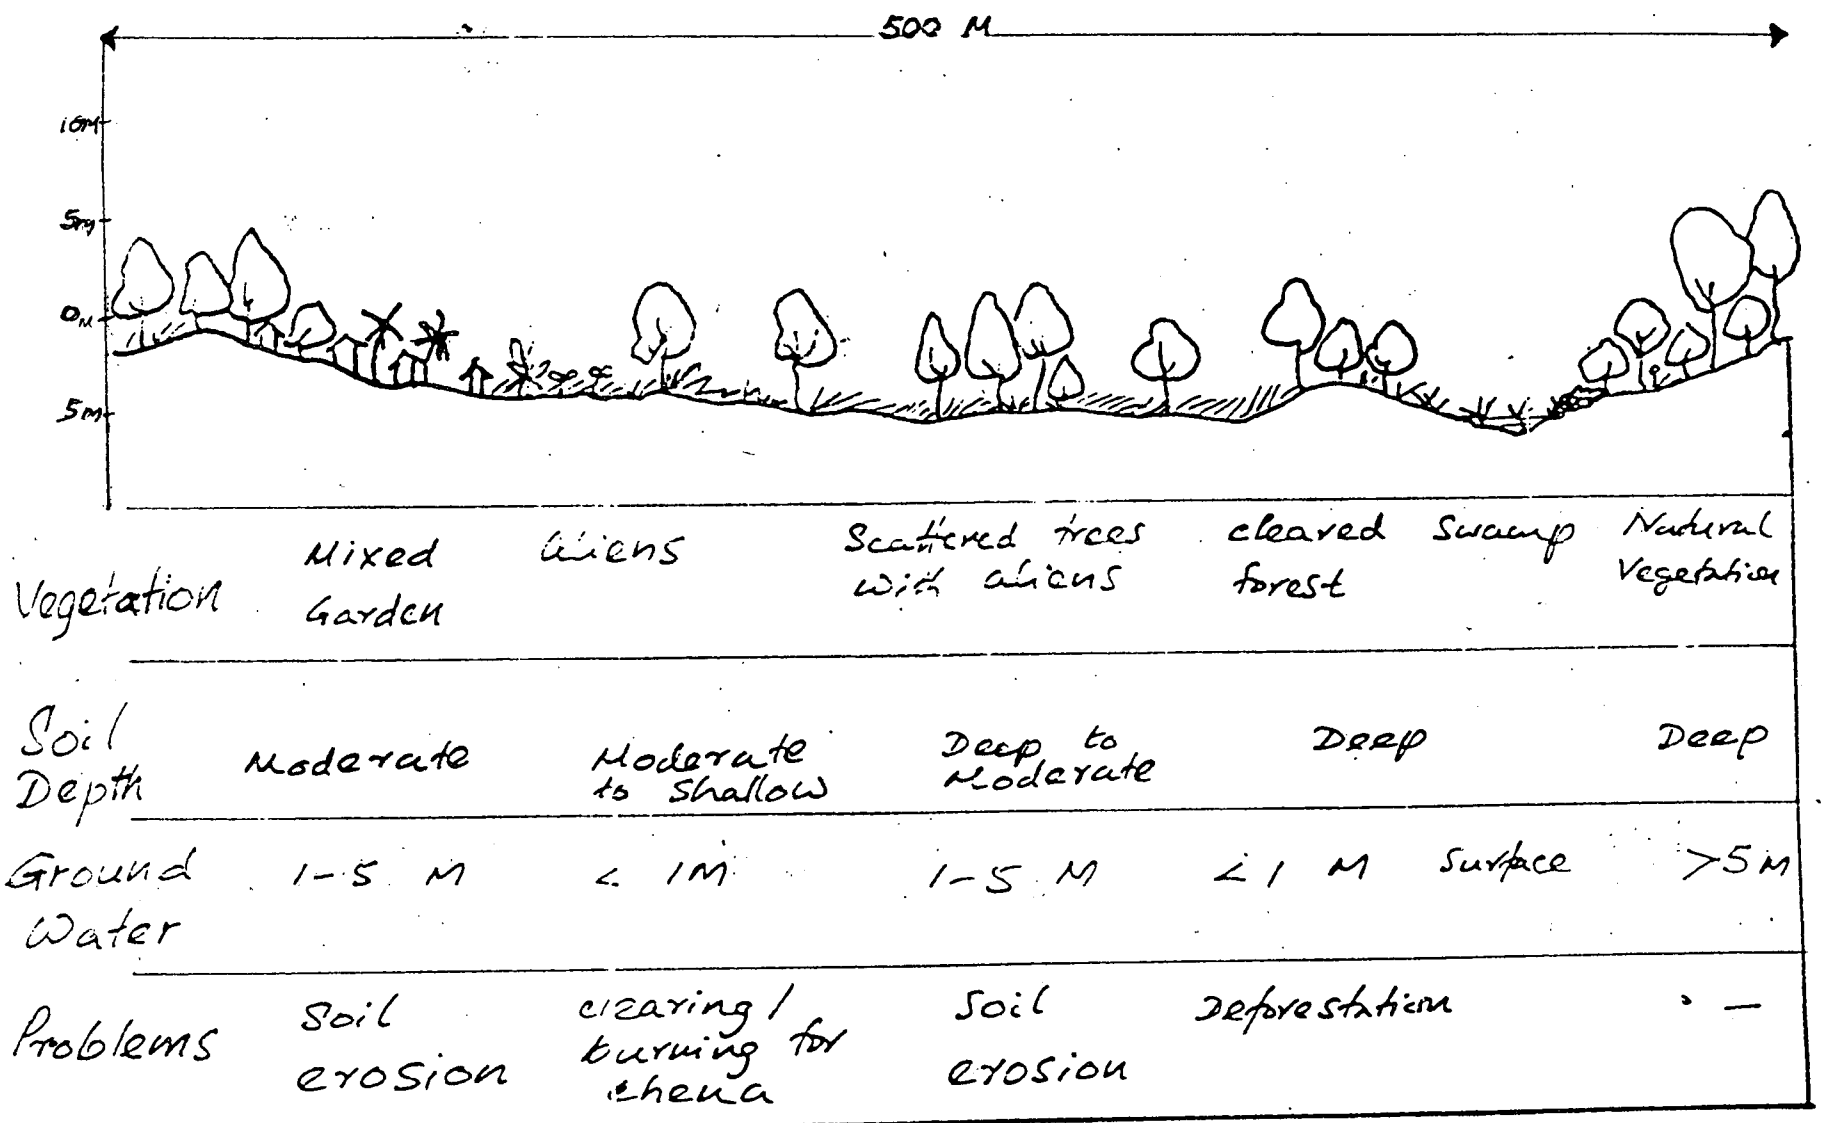 500 M
10M
5M
0M
5M
Vegetation
Mixed
Garden
Aliens
Scattered trees
with aliens
cleared
forest
Swamp
Natural
Vegetation
Soil
Depth
Moderate
Moderate
to shallow
Deep to
Moderate
Deep
Deep
Ground
Water
1-5 M
< 1M
1-5 M
<1 M
Surface
>5M
Problems
Soil
erosion
clearing/
burning for
chena
Soil
erosion
Deforestation
-